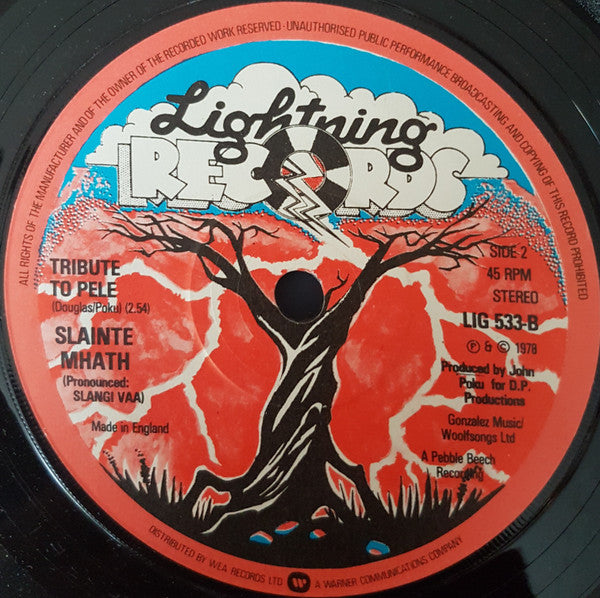 ALL RIGHTS OF THE MANUFACTURER AND OF THE OWNER OF THE RECORDED WORK RESERVED · UNAUTHORISED PUBLIC PERFORMANCE BROADCASTING AND COPYING OF THIS RECORD PROHIBITED
Lightning
RECORDS
TRIBUTE
TO PELE
(Douglas/Poku) (2.54)
SLAINTE
MHATH
(Pronounced:
SLANGI VAA)
Made in England
SIDE 2
45 RPM
STEREO
LIG 533-B
℗ & © 1978
Produced by John
Poku for D.P.
Productions
Gonzalez Music/
Woolfsongs Ltd
A Pebble Beech
Recording
DISTRIBUTED BY WEA RECORDS LTD A WARNER COMMUNICATIONS COMPANY